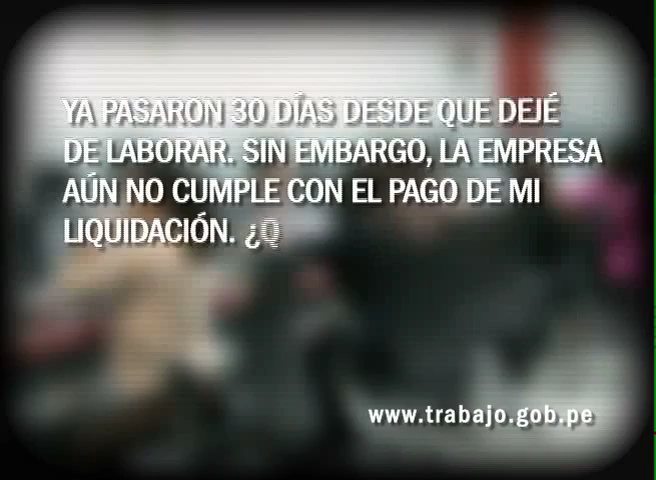 YA PASARON 30 DÍAS DESDE QUE DEJÉ
DE LABORAR. SIN EMBARGO, LA EMPRESA
AÚN NO CUMPLE CON EL PAGO DE MI
LIQUIDACIÓN. ¿Q
www.trabajo.gob.pe